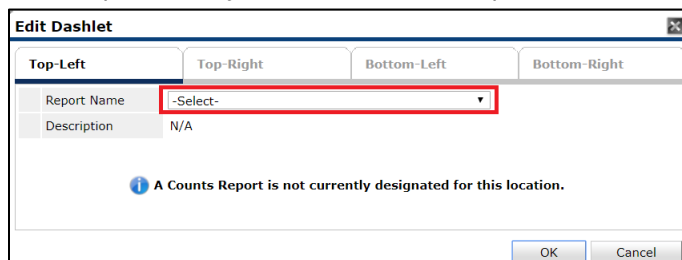 Edit Dashlet
Top-Left Top-Right Bottom-Left Bottom-Right
Report Name -Select-
Description N/A
A Counts Report is not currently designated for this location.
OK Cancel